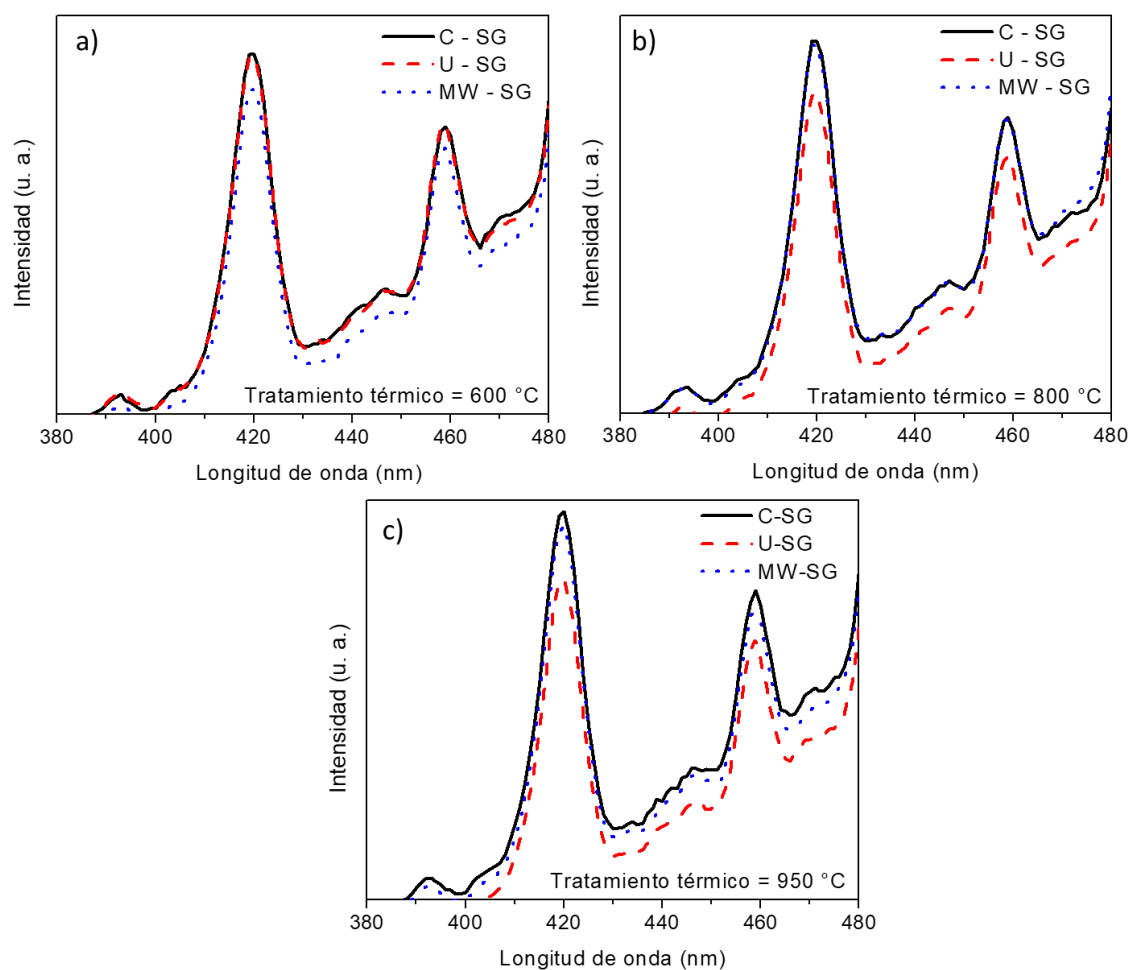 a)
C - SG
U - SG
MW - SG
Intensidad (u. a.)
Tratamiento térmico = 600 °C
380 400 420 440 460 480
Longitud de onda (nm)
b)
C - SG
U - SG
MW - SG
Intensidad (u. a.)
Tratamiento térmico = 800 °C
380 400 420 440 460 480
Longitud de onda (nm)
c)
C-SG
U-SG
MW-SG
Intensidad (u. a.)
Tratamiento térmico = 950 °C
380 400 420 440 460 480
Longitud de onda (nm)